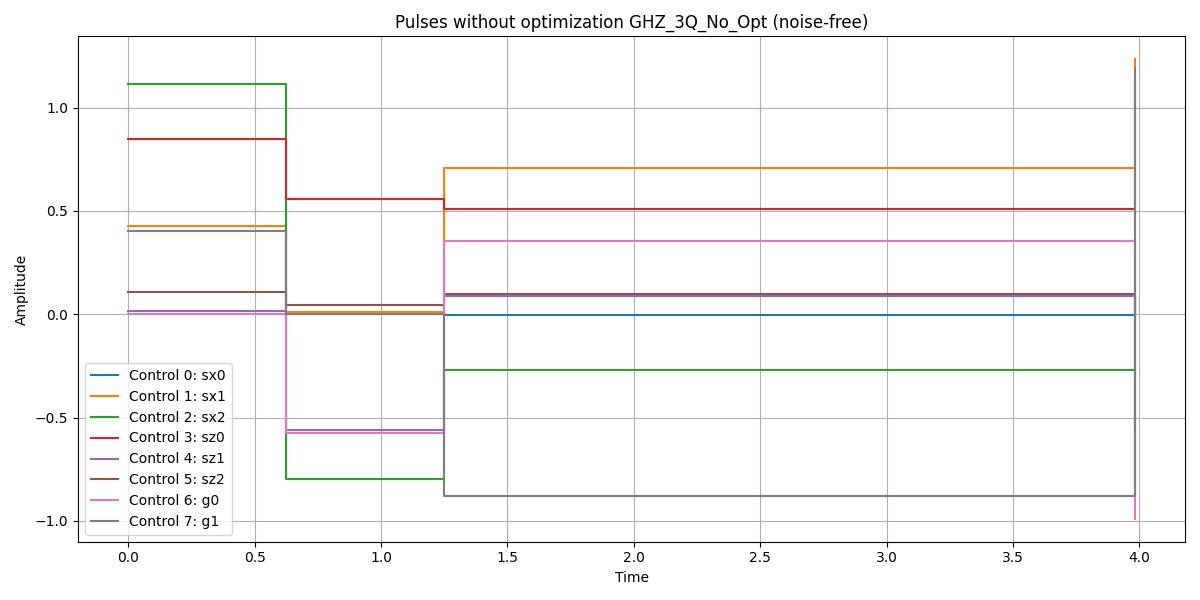 Pulses without optimization GHZ_3Q_No_Opt (noise-free)
Amplitude
1.0
0.5
0.0
−0.5
−1.0
Control 0: sx0
Control 1: sx1
Control 2: sx2
Control 3: sz0
Control 4: sz1
Control 5: sz2
Control 6: g0
Control 7: g1
0.0 0.5 1.0 1.5 2.0 2.5 3.0 3.5 4.0
Time